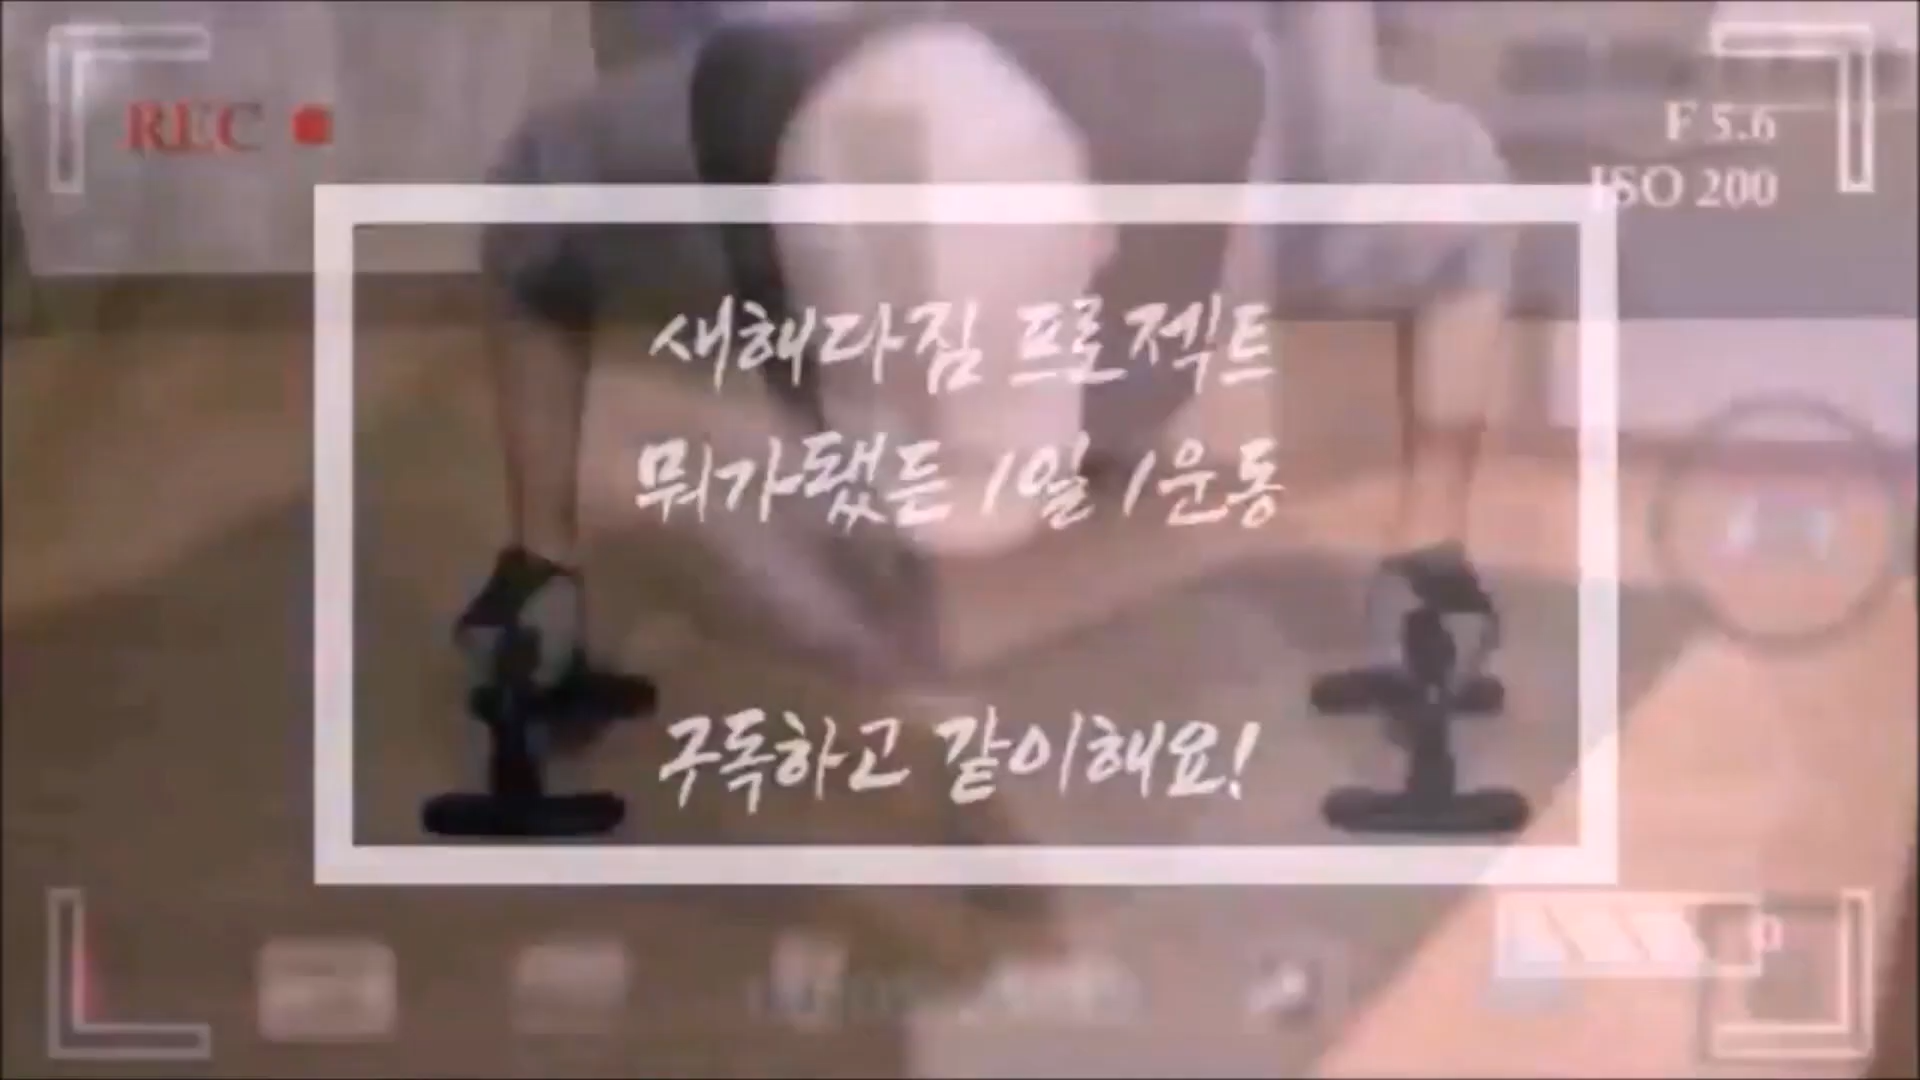 REC
F 5.6
ISO 200
새해다짐 프로젝트
뭐가됐든 1일 1운동
구독하고 같이해요!